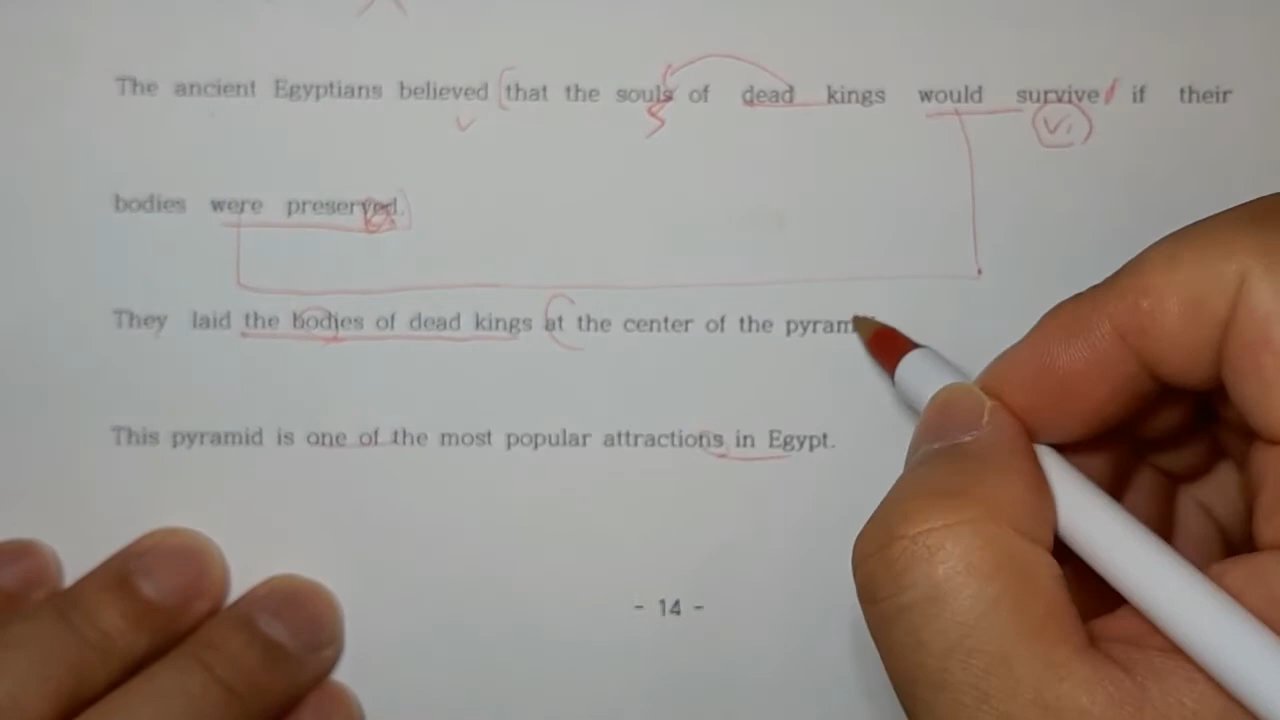 The ancient Egyptians believed that the souls of dead kings would survive if their
v S Vi
bodies were preserved.
They laid the bodies of dead kings at the center of the
This pyramid is one of the most popular attractions in Egypt.
- 14 -